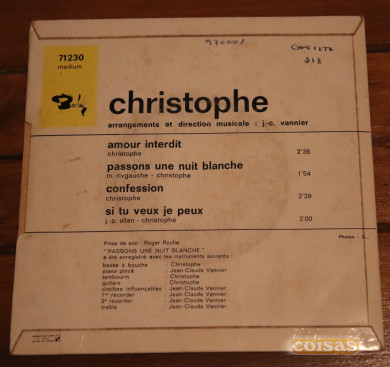 71230
medium
Barclay
christophe
arrangements et direction musicale : j.-c. vannier
amour interdit 2'38
christophe
passons une nuit blanche 1'54
m. rivgauche - christophe
confession 2'39
christophe
si tu veux je peux 2'00
j.-p. allan - christophe
Prise de son : Roger Roche
"PASSONS UNE NUIT BLANCHE"
a été enregistré avec les instruments suivants :
basse à bouche : Christophe
piano pincé : Jean-Claude Vannier
tambourin : Christophe
guitare : Christophe
cloches influençables : Jean-Claude Vannier
1er recorder : Jean-Claude Vannier
2e recorder : Jean-Claude Vannier
trebla : Jean-Claude Vannier
Photos :
coisas